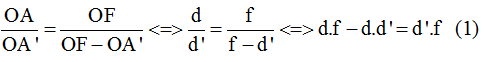 OA/OA' = OF/(OF − OA') <=> d/d' = f/(f − d') <=> d.f − d.d' = d'.f (1)